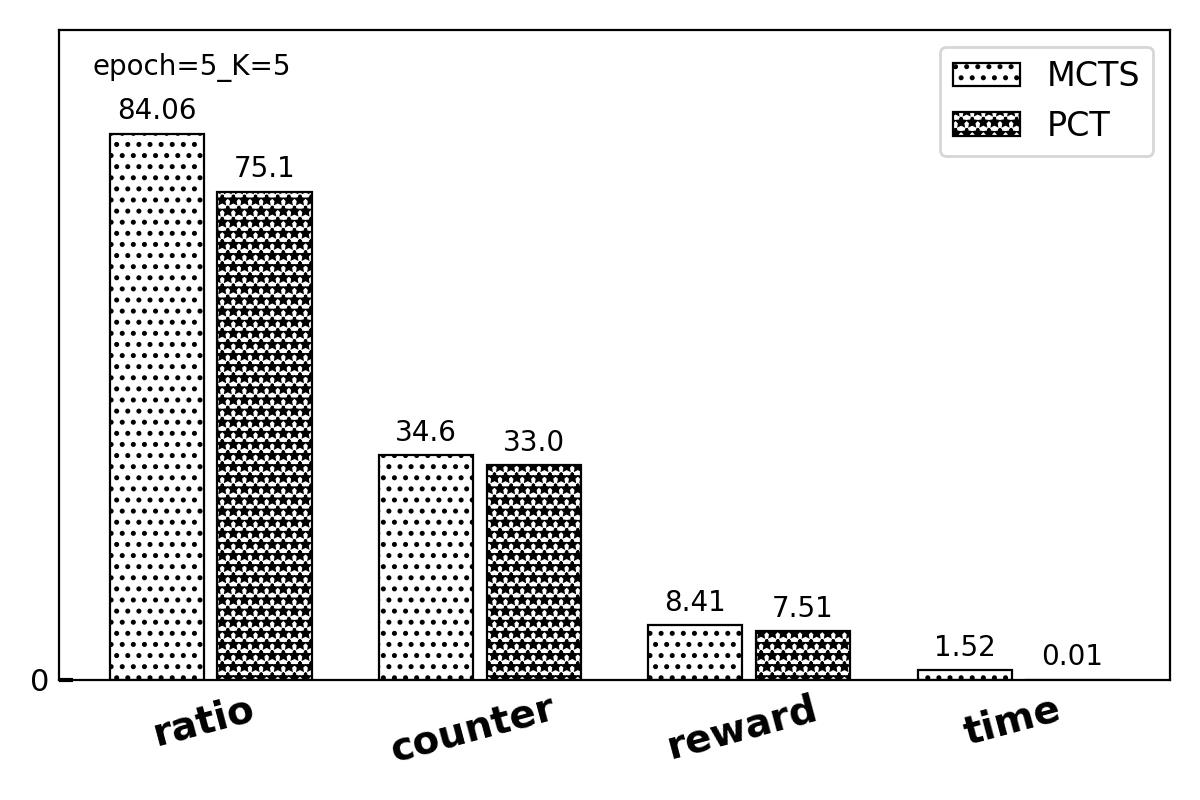 epoch=5_K=5
MCTS
PCT
84.06
75.1
34.6
33.0
8.41
7.51
1.52
0.01
0
ratio
counter
reward
time